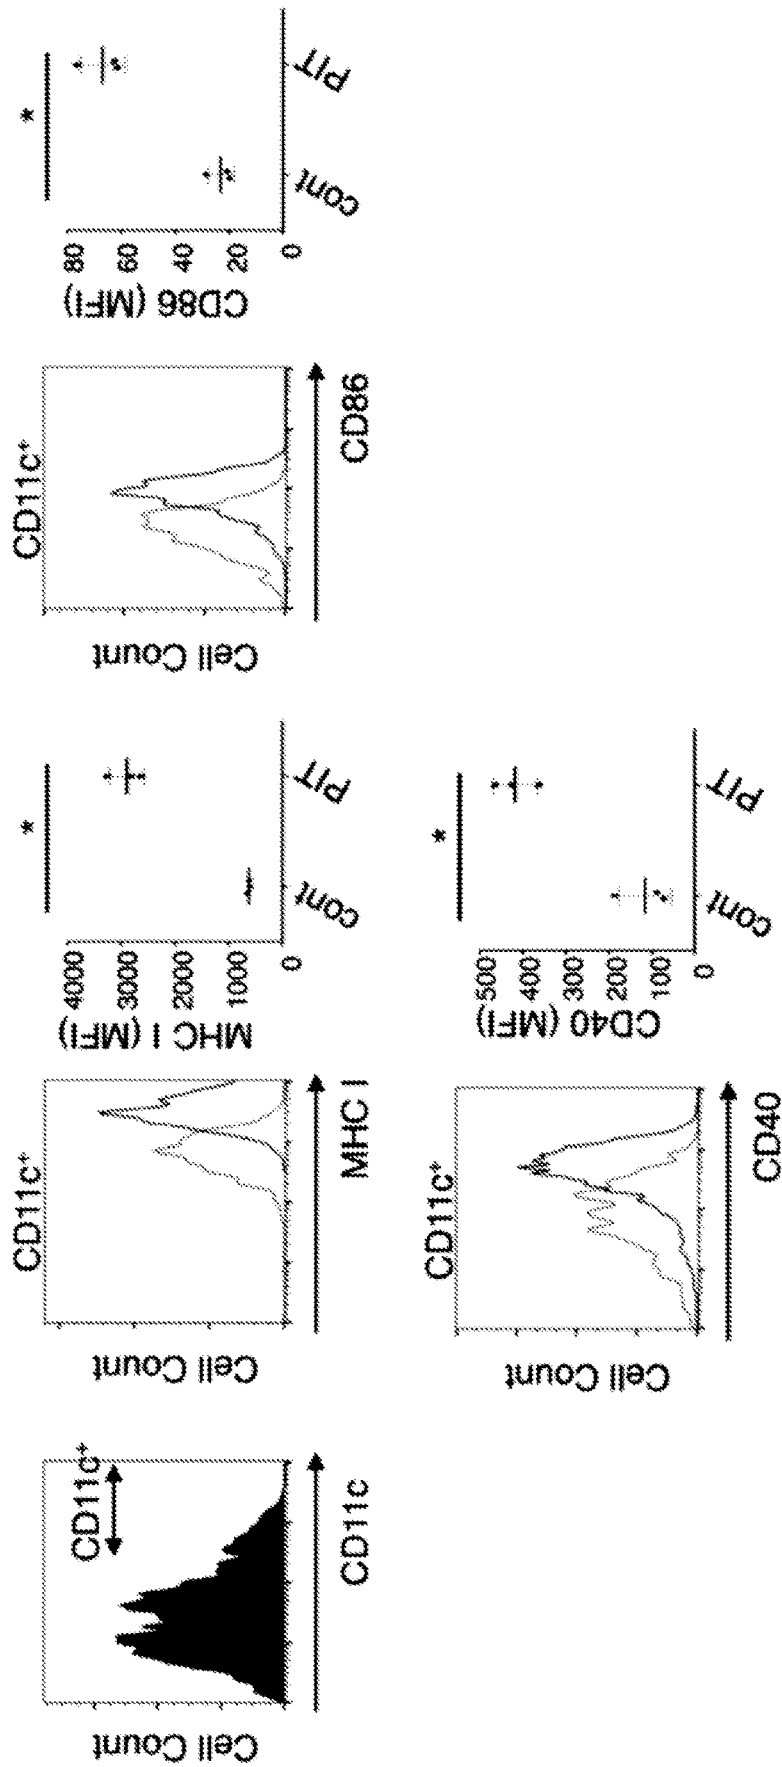 Cell Count
CD11c⁺
CD11c
CD11c⁺
Cell Count
MHC I
MHC I (MFI)
4000
3000
2000
1000
0
*
cont
PIT
CD11c⁺
Cell Count
CD86
CD86 (MFI)
80
60
40
20
0
*
cont
PIT
CD11c⁺
Cell Count
CD40
CD40 (MFI)
500
400
300
200
100
0
*
cont
PIT